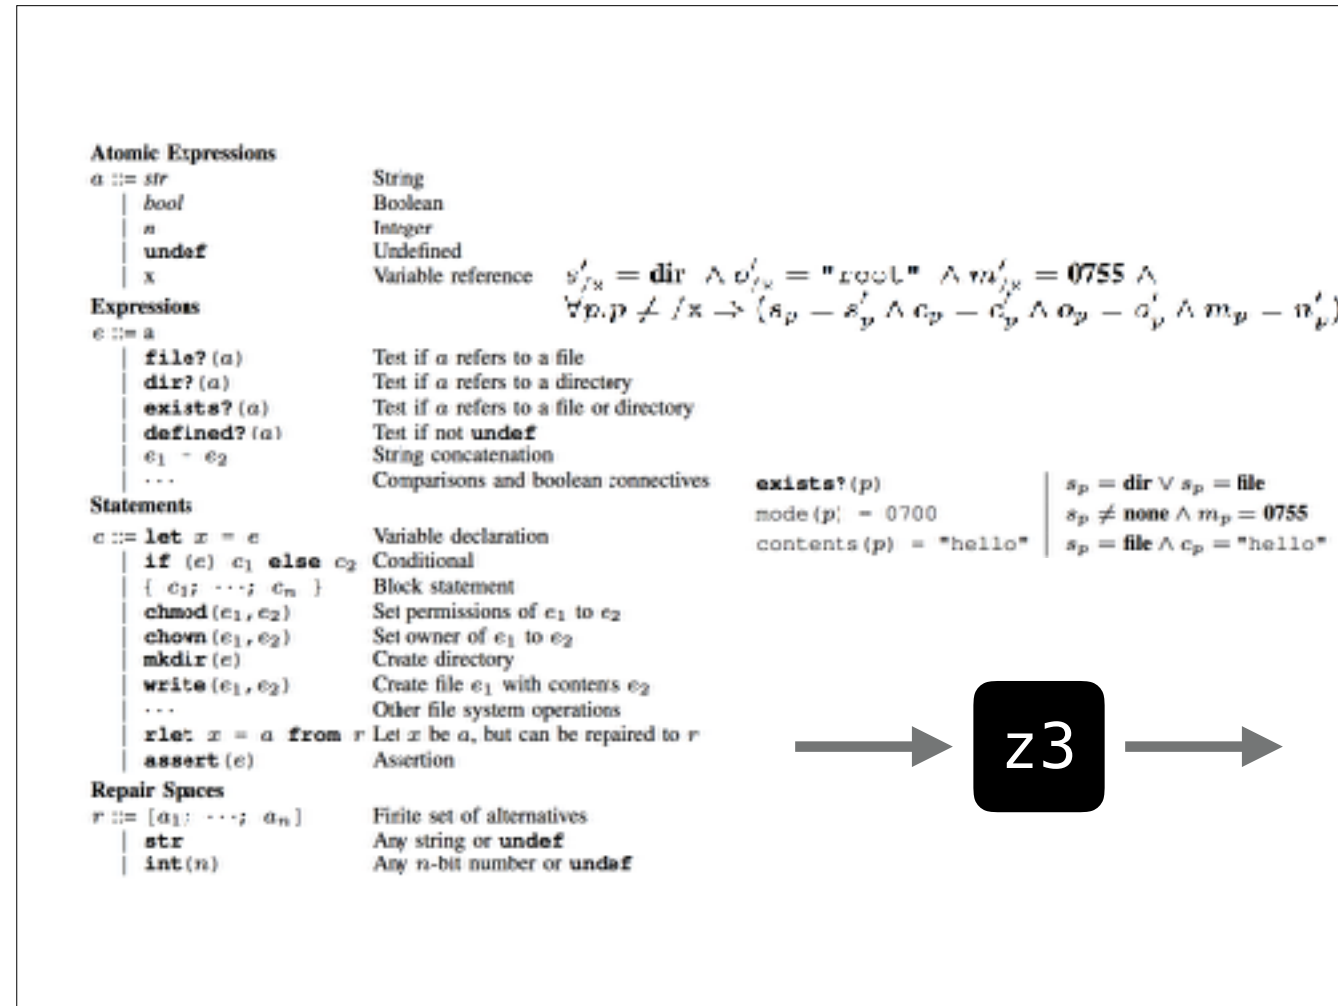 Atomic Expressions
a ::= str String
| bool Boolean
| n Integer
| undef Undefined
| x Variable reference
s′/x = dir ∧ o′/x = "root" ∧ m′/x = 0755 ∧
∀p.p ≠ /x → (sp = s′p ∧ cp = c′p ∧ op = o′p ∧ mp = m′p)
Expressions
e ::= a
| file?(a) Test if a refers to a file
| dir?(a) Test if a refers to a directory
| exists?(a) Test if a refers to a file or directory
| defined?(a) Test if not undef
| e1 + e2 String concatenation
| ··· Comparisons and boolean connectives
exists?(p) | sp = dir ∨ sp = file
mode(p) = 0700 | sp ≠ none ∧ mp = 0755
contents(p) = "hello" | sp = file ∧ cp = "hello"
Statements
c ::= let x = e Variable declaration
| if (e) c1 else c2 Conditional
| { c1; ···; cn } Block statement
| chmod(e1,e2) Set permissions of e1 to e2
| chown(e1,e2) Set owner of e1 to e2
| mkdir(e) Create directory
| write(e1,e2) Create file e1 with contents e2
| ··· Other file system operations
| rlet x = a from r Let x be a, but can be repaired to r
| assert(e) Assertion
Repair Spaces
r ::= [a1; ···; an] Finite set of alternatives
| str Any string or undef
| int(n) Any n-bit number or undef
z3